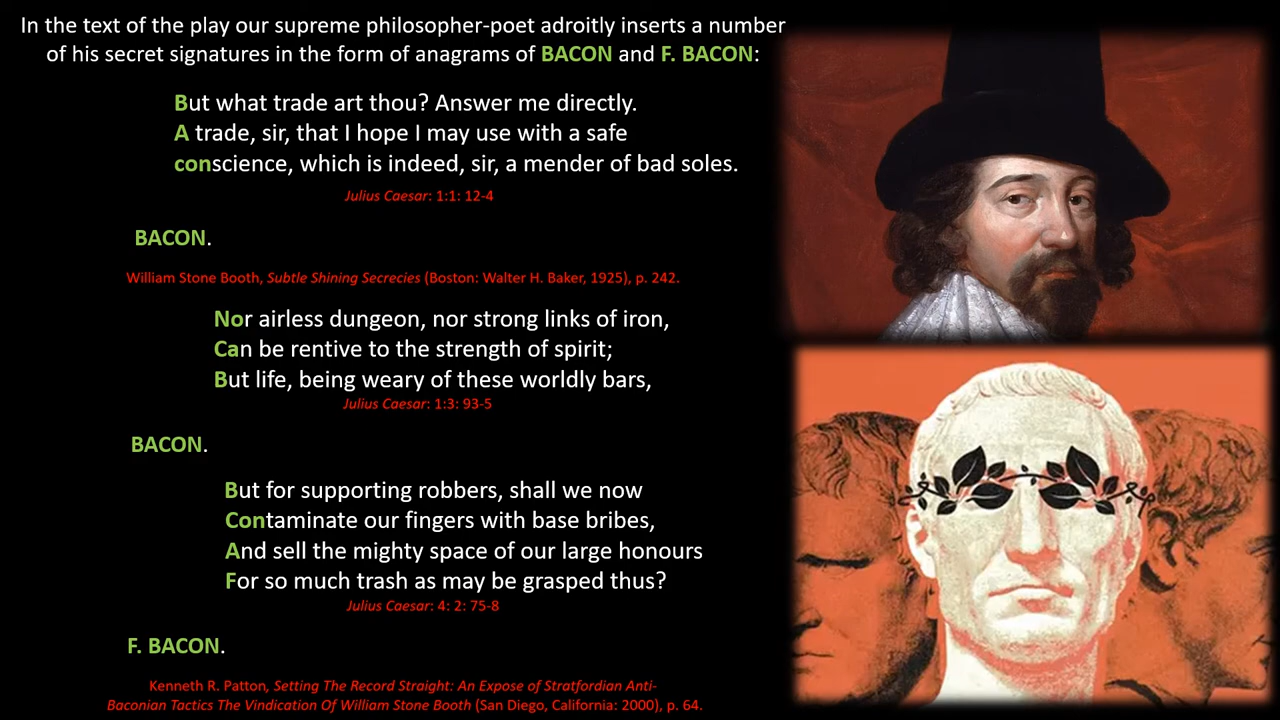 In the text of the play our supreme philosopher-poet adroitly inserts a number
of his secret signatures in the form of anagrams of BACON and F. BACON:
But what trade art thou? Answer me directly.
A trade, sir, that I hope I may use with a safe
conscience, which is indeed, sir, a mender of bad soles.
Julius Caesar: 1:1: 12-4
BACON.
William Stone Booth, Subtle Shining Secrecies (Boston: Walter H. Baker, 1925), p. 242.
Nor airless dungeon, nor strong links of iron,
Can be rentive to the strength of spirit;
But life, being weary of these worldly bars,
Julius Caesar: 1:3: 93-5
BACON.
But for supporting robbers, shall we now
Contaminate our fingers with base bribes,
And sell the mighty space of our large honours
For so much trash as may be grasped thus?
Julius Caesar: 4: 2: 75-8
F. BACON.
Kenneth R. Patton, Setting The Record Straight: An Expose of Stratfordian Anti-
Baconian Tactics The Vindication Of William Stone Booth (San Diego, California: 2000), p. 64.